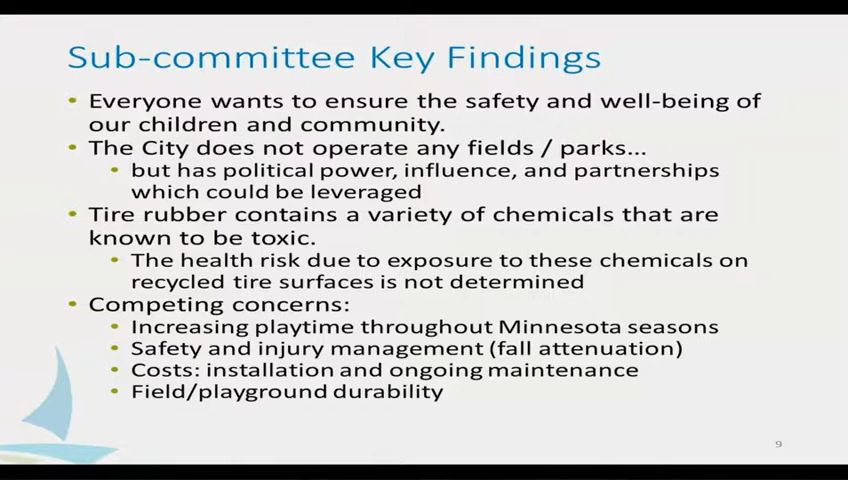 Sub-committee Key Findings
• Everyone wants to ensure the safety and well-being of
our children and community.
• The City does not operate any fields / parks...
• but has political power, influence, and partnerships
which could be leveraged
• Tire rubber contains a variety of chemicals that are
known to be toxic.
• The health risk due to exposure to these chemicals on
recycled tire surfaces is not determined
• Competing concerns:
• Increasing playtime throughout Minnesota seasons
• Safety and injury management (fall attenuation)
• Costs: installation and ongoing maintenance
• Field/playground durability
9